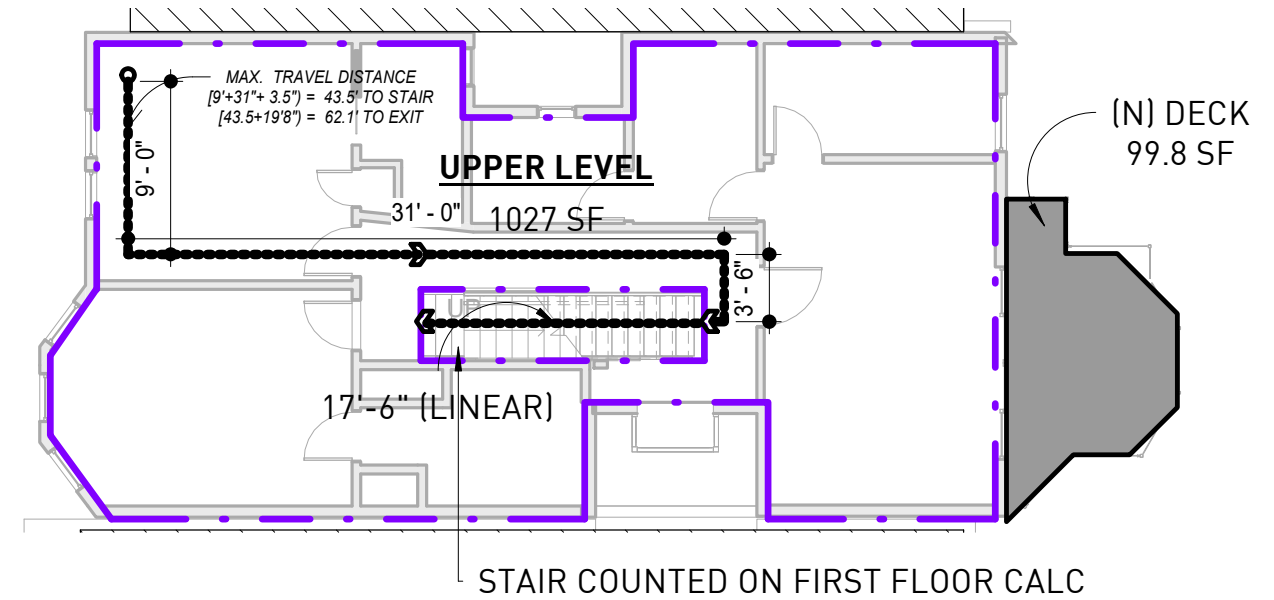 MAX. TRAVEL DISTANCE
[9'+31"+ 3.5") = 43.5' TO STAIR
[43.5+19'8") = 62.1' TO EXIT
(N) DECK
99.8 SF
9' - 0"
UPPER LEVEL
31' - 0"
1027 SF
3' - 6"
UP
17'-6" (LINEAR)
STAIR COUNTED ON FIRST FLOOR CALC